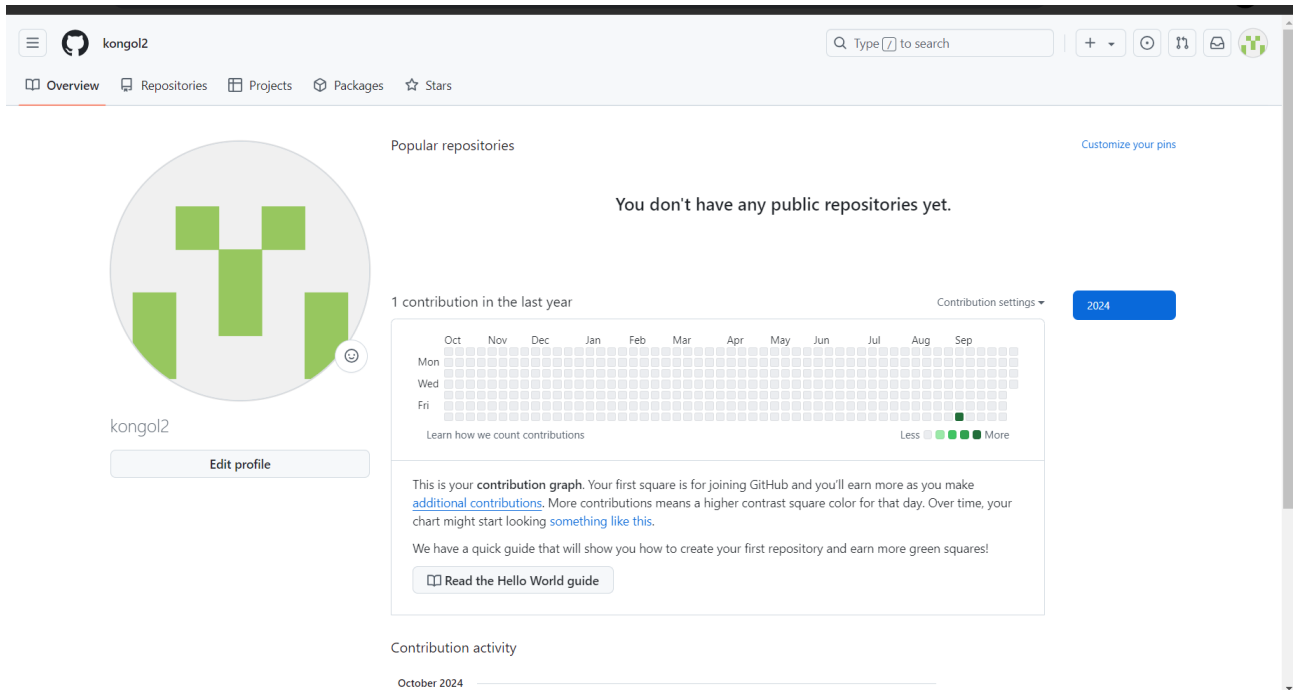 kongol2
Type / to search
Overview Repositories Projects Packages Stars
Popular repositories
Customize your pins
You don't have any public repositories yet.
1 contribution in the last year
Contribution settings
2024
Oct Nov Dec Jan Feb Mar Apr May Jun Jul Aug Sep
Mon
Wed
Fri
Learn how we count contributions
Less More
kongol2
Edit profile
This is your contribution graph. Your first square is for joining GitHub and you'll earn more as you make
additional contributions. More contributions means a higher contrast square color for that day. Over time, your
chart might start looking something like this.
We have a quick guide that will show you how to create your first repository and earn more green squares!
Read the Hello World guide
Contribution activity
October 2024